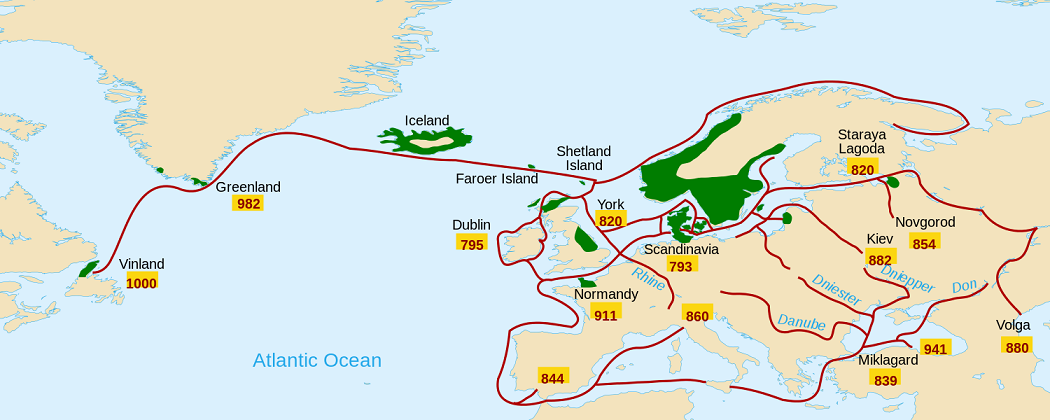 Iceland
Shetland
Island
Faroer Island
Greenland
982
Vinland
1000
Atlantic Ocean
Dublin
795
York
820
Scandinavia
793
Normandy
911
Rhine
860
844
Staraya
Lagoda
820
Novgorod
854
Kiev
882
Dniepper
Dniester
Danube
Don
Volga
880
941
Miklagard
839